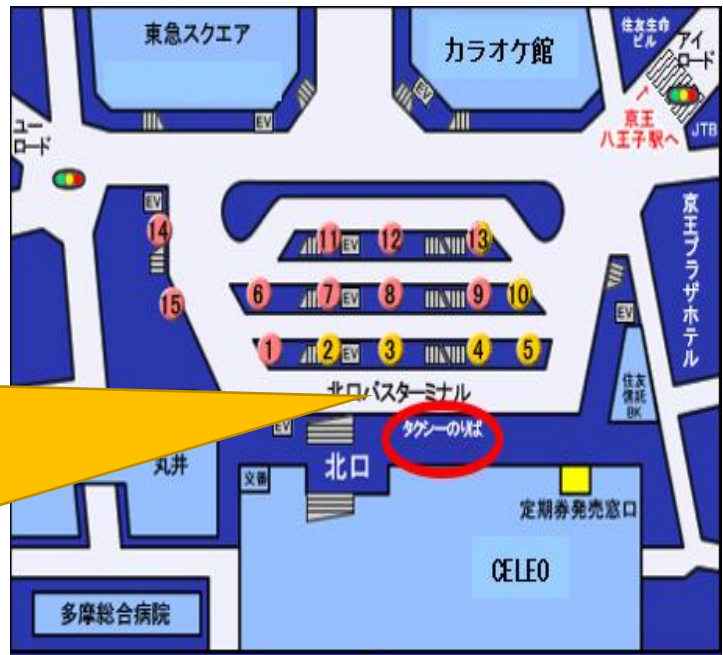 東急スクエア
カラオケ館
住友生命
ビル
アイ
ロード
京王
八王子駅へ
JTB
ユー
ロード
EV
EV
EV
14
11
EV
12
13
京王プラザホテル
15
6
7
EV
8
9
10
EV
1
2
EV
3
4
5
北口バスターミナル
住友
信託
BK
EV
タクシーのりば
丸井
交番
北口
定期券発売窓口
CELEO
多摩総合病院